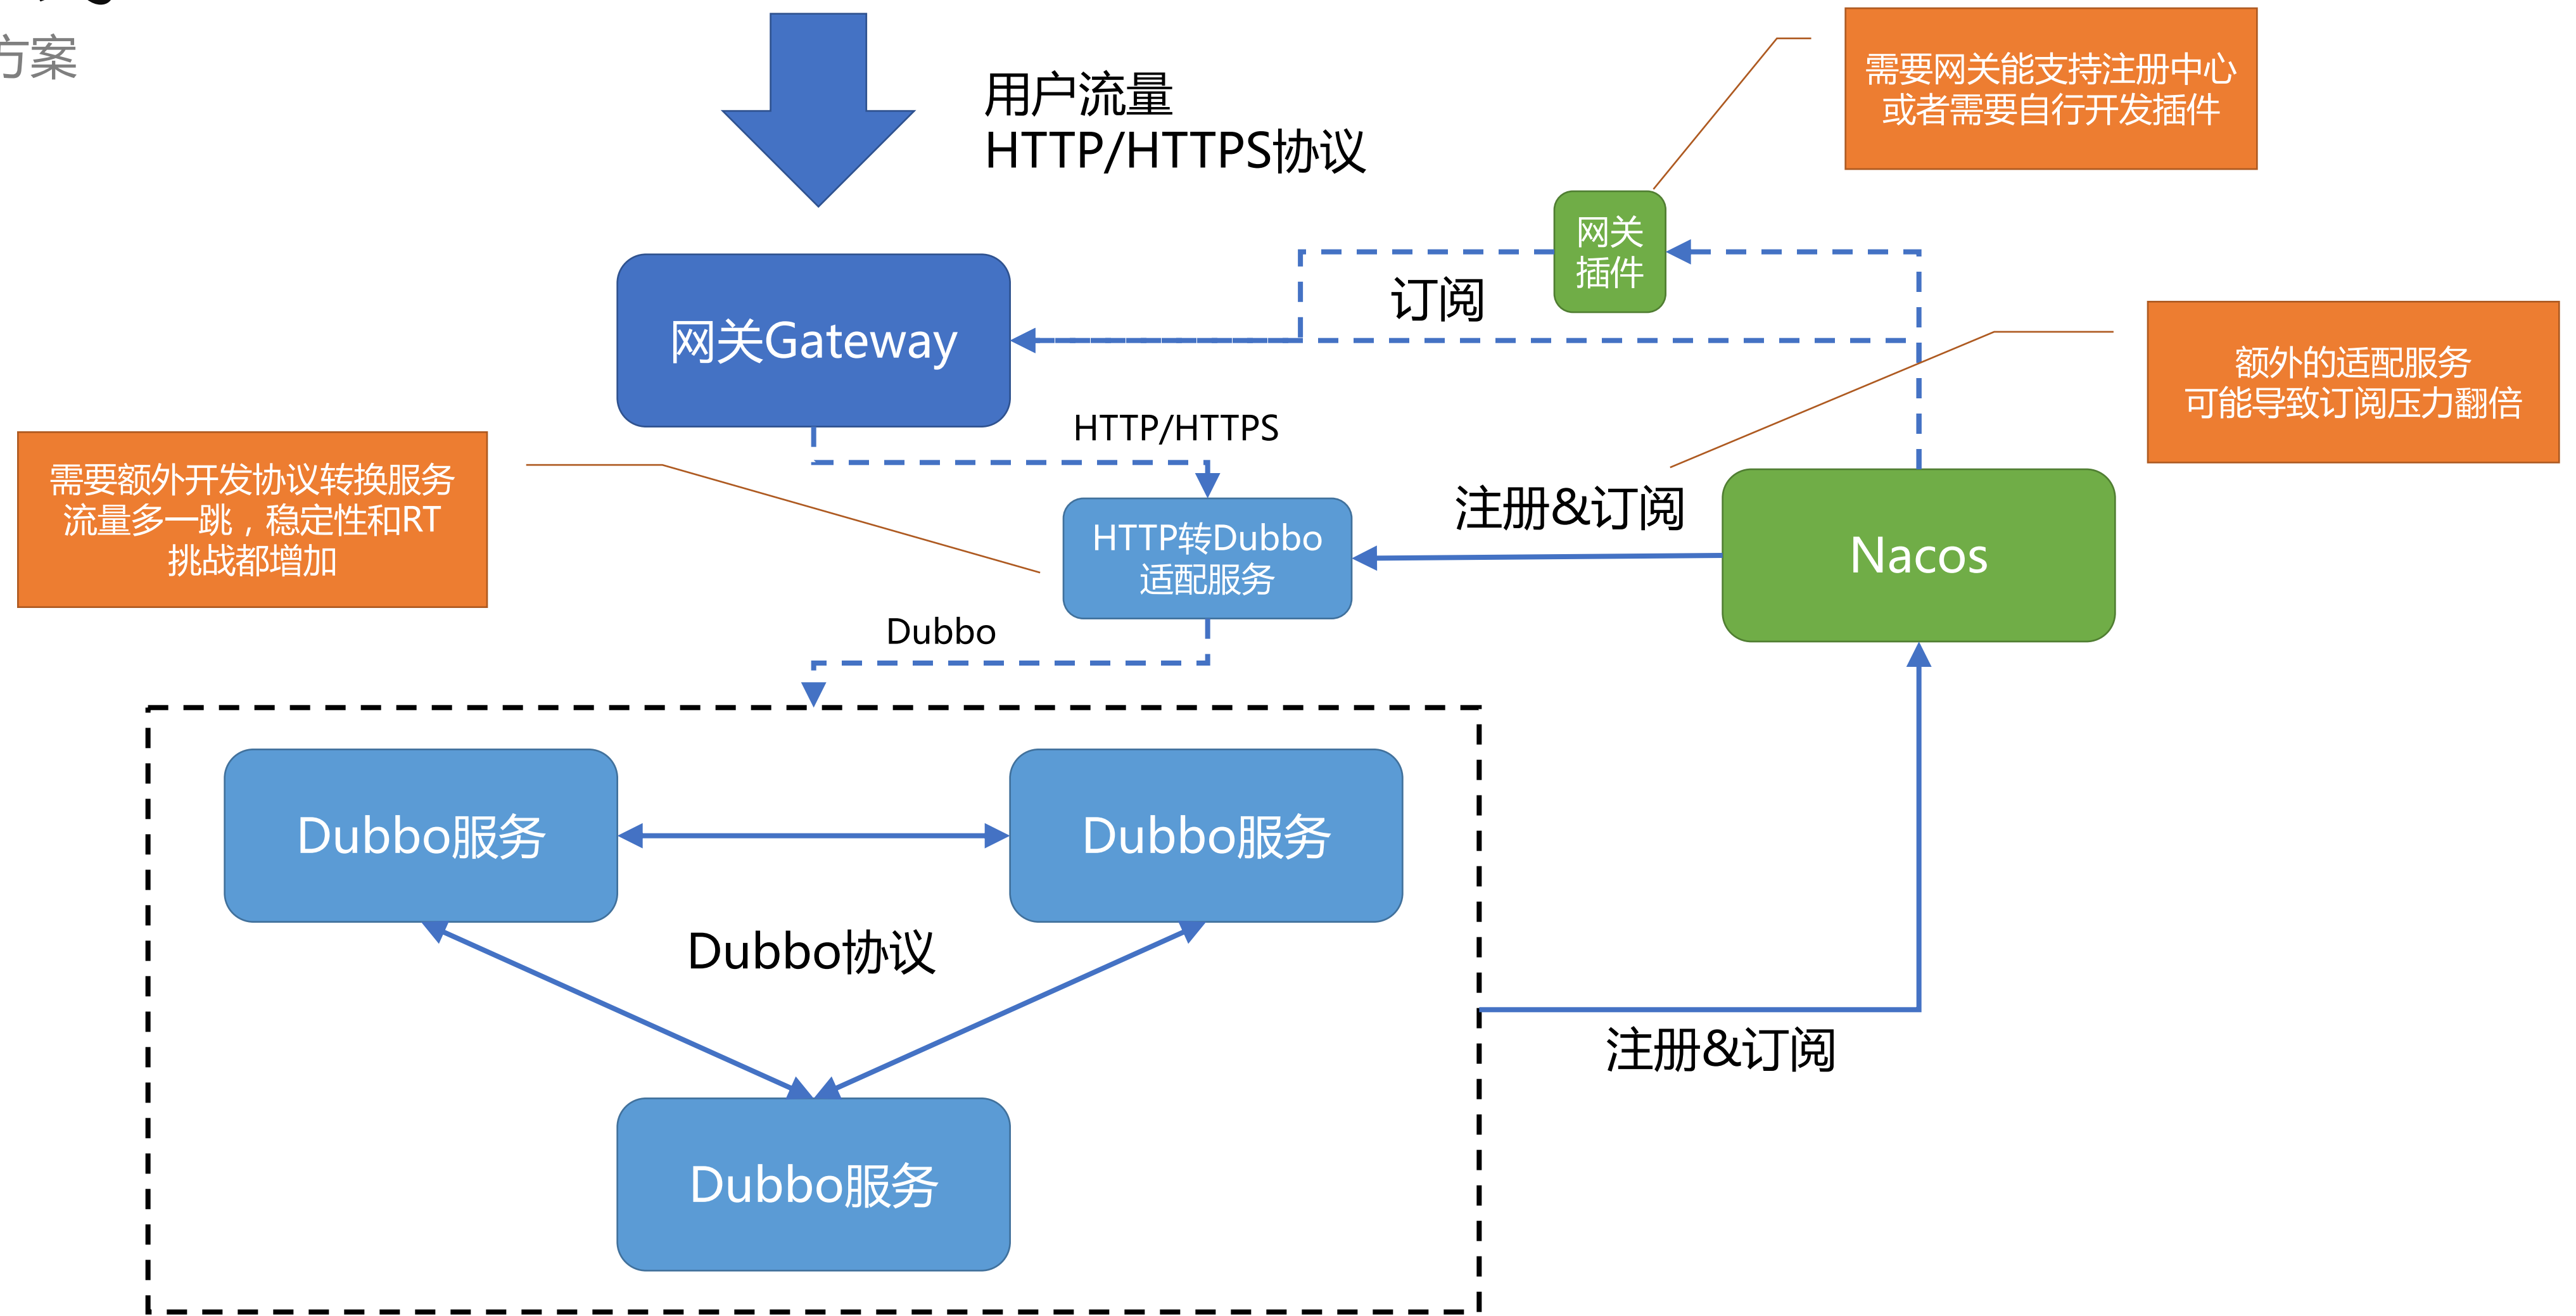 方案
用户流量
HTTP/HTTPS协议
需要网关能支持注册中心
或者需要自行开发插件
网关
插件
订阅
网关Gateway
额外的适配服务
可能导致订阅压力翻倍
HTTP/HTTPS
需要额外开发协议转换服务
流量多一跳，稳定性和RT
挑战都增加
注册&订阅
HTTP转Dubbo
适配服务
Nacos
Dubbo
Dubbo服务
Dubbo服务
Dubbo协议
注册&订阅
Dubbo服务